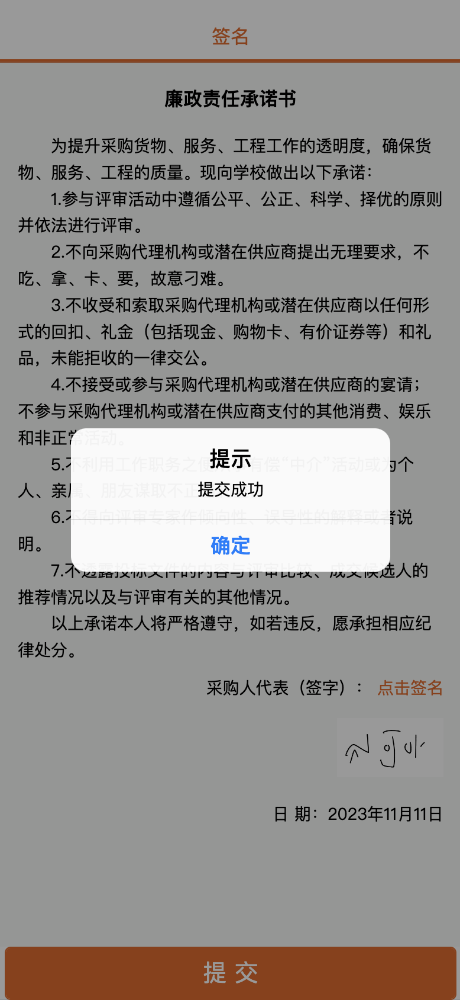 签名
廉政责任承诺书
为提升采购货物、服务、工程工作的透明度，确保货
物、服务、工程的质量。现向学校做出以下承诺：
1.参与评审活动中遵循公平、公正、科学、择优的原则
并依法进行评审。
2.不向采购代理机构或潜在供应商提出无理要求，不
吃、拿、卡、要，故意刁难。
3.不收受和索取采购代理机构或潜在供应商以任何形
式的回扣、礼金（包括现金、购物卡、有价证券等）和礼
品，未能拒收的一律交公。
4.不接受或参与采购代理机构或潜在供应商的宴请；
不参与采购代理机构或潜在供应商支付的其他消费、娱乐
和非正常活动。
5.不利用工作职务之便 有偿“中介”活动或为个
人、亲属、朋友谋取不正
提示
提交成功
6.不得向评审专家作倾向性、误导性的解释或者说
明。
确定
7.不透露投标文件的内容与评审比较、成交候选人的
推荐情况以及与评审有关的其他情况。
以上承诺本人将严格遵守，如若违反，愿承担相应纪
律处分。
采购人代表（签字）： 点击签名
日 期：2023年11月11日
提 交